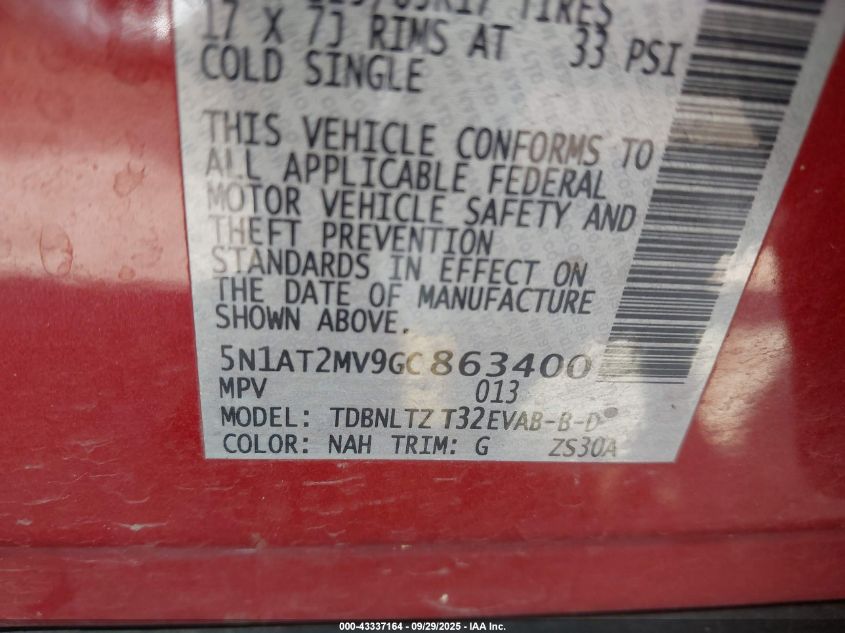 17 X 7J RIMS AT 33 PSI
COLD SINGLE
THIS VEHICLE CONFORMS TO
ALL APPLICABLE FEDERAL
MOTOR VEHICLE SAFETY AND
THEFT PREVENTION
STANDARDS IN EFFECT ON
THE DATE OF MANUFACTURE
SHOWN ABOVE.
5N1AT2MV9GC863400
MPV 013
MODEL: TDBNLTZ T32EVAB-B-D
COLOR: NAH TRIM: G ZS30A
000-43337164 - 09/29/2025 - IAA Inc.